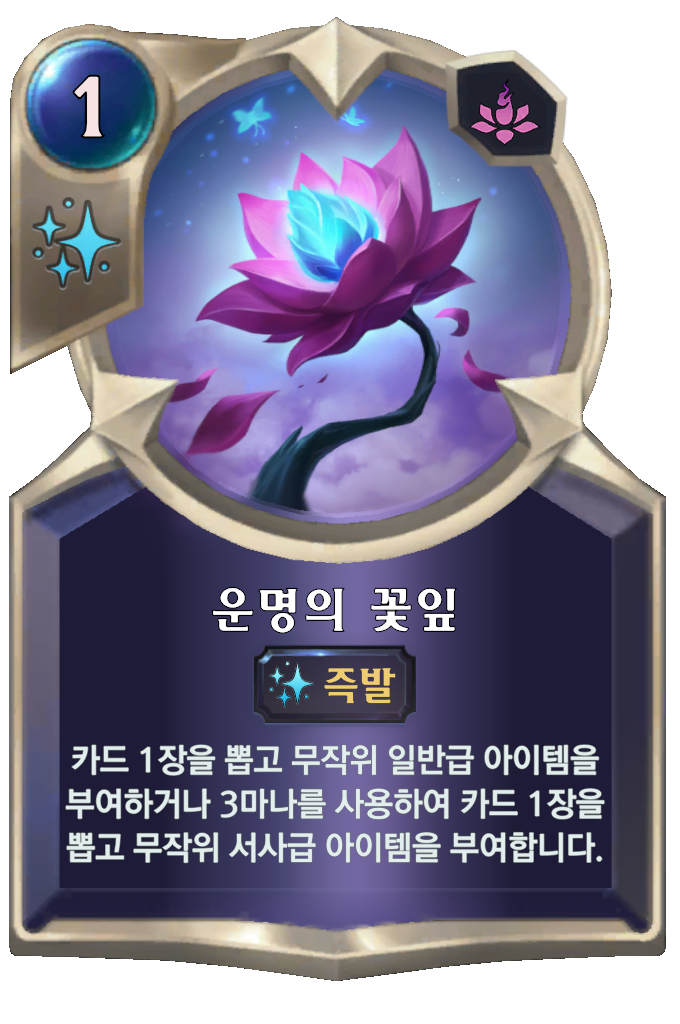 1
운명의 꽃잎
즉발
카드 1장을 뽑고 무작위 일반급 아이템을
부여하거나 3마나를 사용하여 카드 1장을
뽑고 무작위 서사급 아이템을 부여합니다.